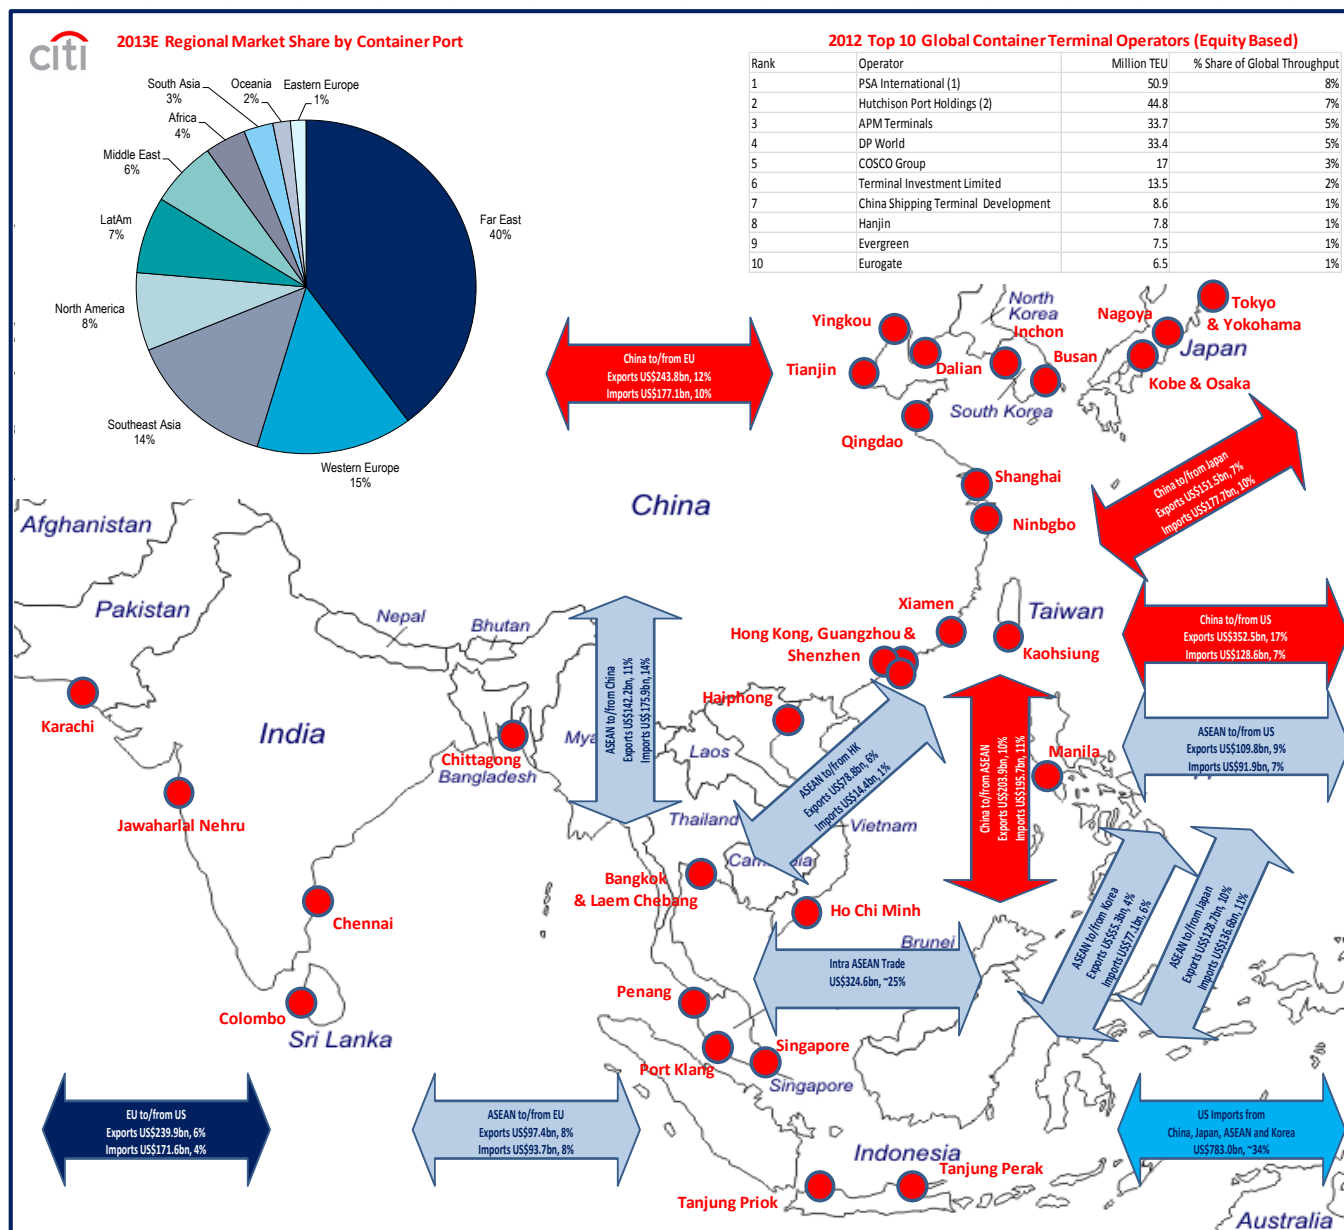 citi
2013E Regional Market Share by Container Port
South Asia
3%
Oceania
2%
Eastern Europe
1%
Africa
4%
Middle East
6%
LatAm
7%
North America
8%
Southeast Asia
14%
Western Europe
15%
Far East
40%
2012 Top 10 Global Container Terminal Operators (Equity Based)
Rank Operator Million TEU % Share of Global Throughput
1 PSA International (1) 50.9 8%
2 Hutchison Port Holdings (2) 44.8 7%
3 APM Terminals 33.7 5%
4 DP World 33.4 5%
5 COSCO Group 17 3%
6 Terminal Investment Limited 13.5 2%
7 China Shipping Terminal Development 8.6 1%
8 Hanjin 7.8 1%
9 Evergreen 7.5 1%
10 Eurogate 6.5 1%
China to/from EU
Exports US$243.8bn, 12%
Imports US$177.1bn, 10%
Yingkou
Tianjin
Dalian
North
Korea
Inchon
Busan
South Korea
Nagoya
Tokyo
& Yokohama
Japan
Kobe & Osaka
Qingdao
Shanghai
Ninbgbo
China to/from Japan
Exports US$151.5bn, 7%
Imports US$177.7bn, 10%
China
Afghanistan
Pakistan
Nepal
Bhutan
India
Karachi
Jawaharlal Nehru
Chennai
Colombo
Sri Lanka
Chittagong
Bangladesh
ASEAN to/from China
Exports US$142.2bn, 11%
Imports US$175.9bn, 14%
Mya
Laos
Thailand
Vietnam
Xiamen
Hong Kong, Guangzhou &
Shenzhen
Haiphong
Taiwan
Kaohsiung
China to/from US
Exports US$352.5bn, 17%
Imports US$128.6bn, 7%
ASEAN to/from US
Exports US$109.8bn, 9%
Imports US$91.9bn, 7%
Manila
ASEAN to/from HK
Exports US$78.8bn, 6%
Imports US$14.4bn, 1%
China to/from ASEAN
Exports US$203.9bn, 10%
Imports US$195.7bn, 11%
Bangkok
& Laem Chebang
Ho Chi Minh
Brunei
ASEAN to/from Korea
Exports US$55.3bn, 4%
Imports US$77.1bn, 6%
ASEAN to/from Japan
Exports US$128.7bn, 10%
Imports US$136.6bn, 11%
Intra ASEAN Trade
US$324.6bn, ~25%
Penang
Port Klang
Singapore
Singapore
EU to/from US
Exports US$239.9bn, 6%
Imports US$171.6bn, 4%
ASEAN to/from EU
Exports US$97.4bn, 8%
Imports US$93.7bn, 8%
US Imports from
China, Japan, ASEAN and Korea
US$783.0bn, ~34%
Indonesia
Tanjung Perak
Tanjung Priok
Australia